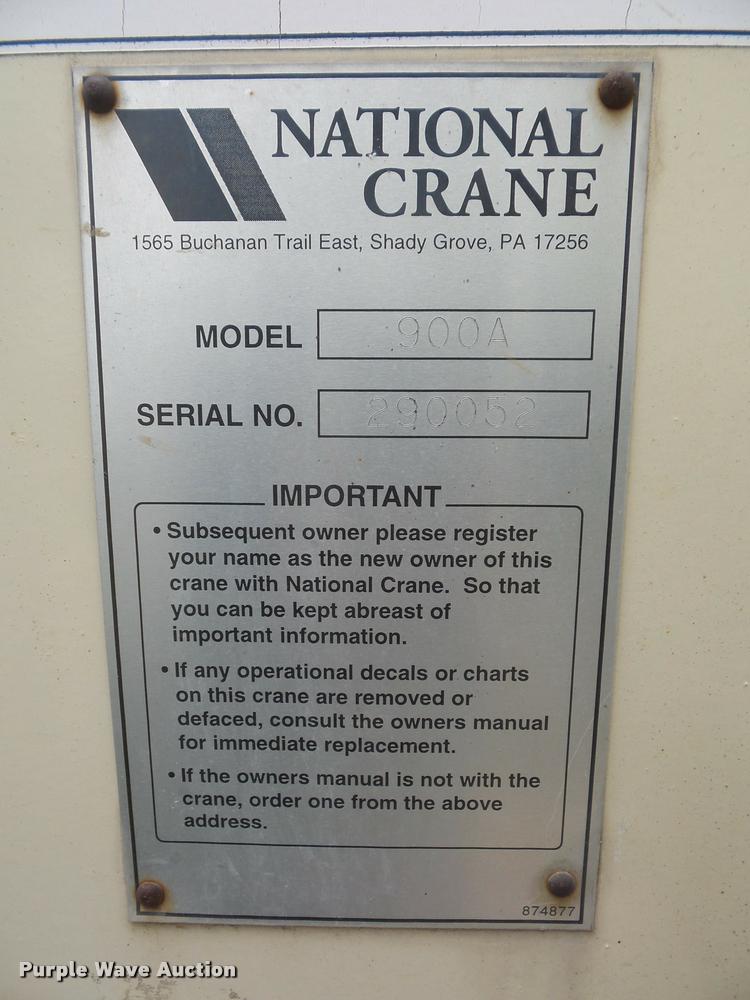 NATIONAL
CRANE
1565 Buchanan Trail East, Shady Grove, PA 17256
MODEL 900A
SERIAL NO. 290052
IMPORTANT
• Subsequent owner please register
your name as the new owner of this
crane with National Crane. So that
you can be kept abreast of
important information.
• If any operational decals or charts
on this crane are removed or
defaced, consult the owners manual
for immediate replacement.
• If the owners manual is not with the
crane, order one from the above
address.
874877
Purple Wave Auction